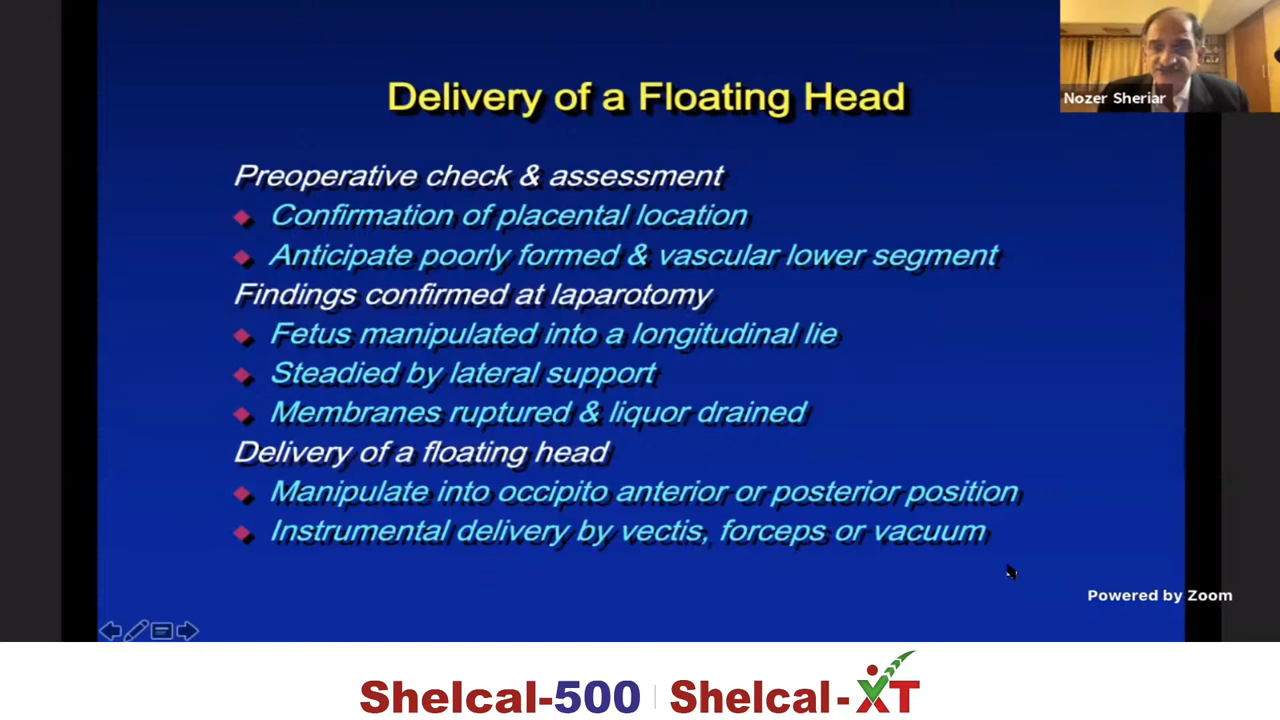 Delivery of a Floating Head
Nozer Sheriar
Preoperative check & assessment
Confirmation of placental location
Anticipate poorly formed & vascular lower segment
Findings confirmed at laparotomy
Fetus manipulated into a longitudinal lie
Steadied by lateral support
Membranes ruptured & liquor drained
Delivery of a floating head
Manipulate into occipito anterior or posterior position
Instrumental delivery by vectis, forceps or vacuum
Powered by Zoom
Shelcal-500 Shelcal-XT